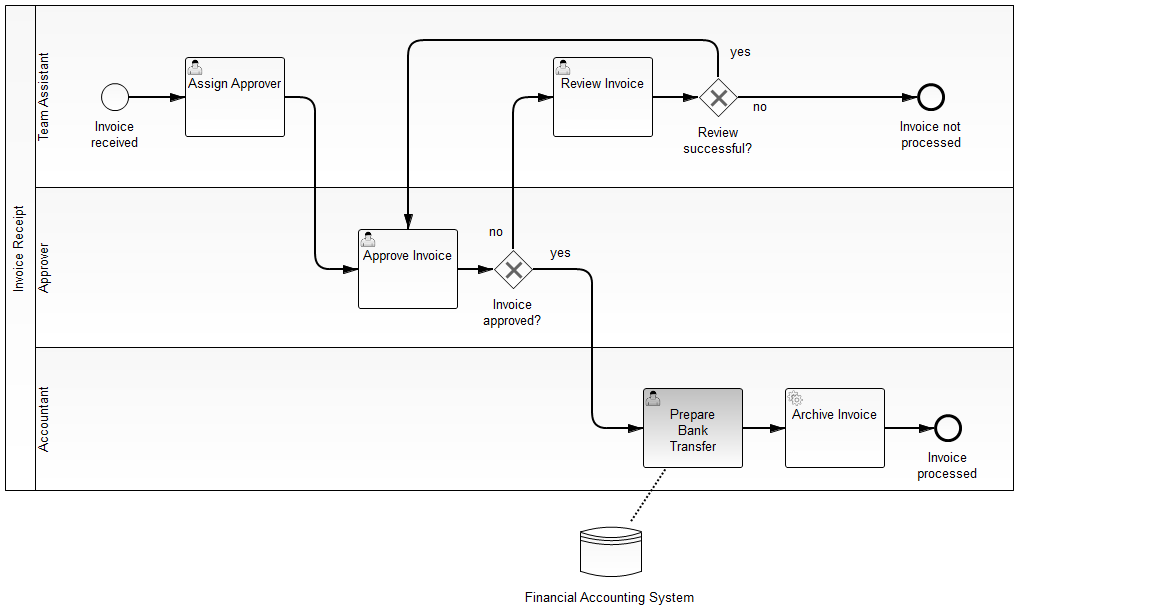 Invoice Receipt
Team Assistant
Invoice
received
Assign Approver
Review Invoice
yes
no
Review
successful?
Invoice not
processed
Approver
Approve Invoice
no
yes
Invoice
approved?
Accountant
Prepare
Bank
Transfer
Archive Invoice
Invoice
processed
Financial Accounting System